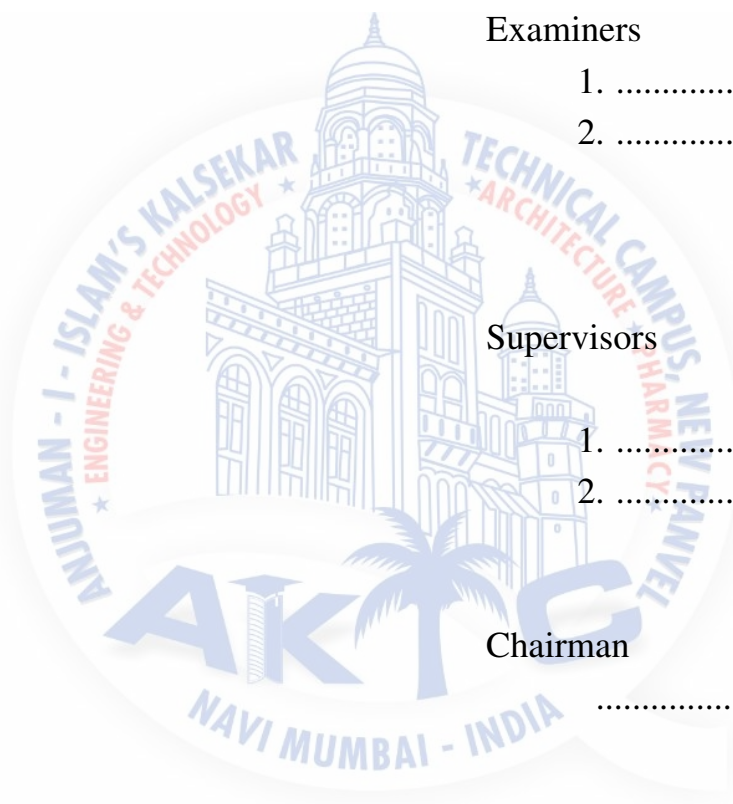 Examiners
1. .............
2. .............
ANJUMAN - I - ISLAM'S KALSEKAR TECHNICAL CAMPUS, NEW PANVEL
★ ENGINEERING & TECHNOLOGY ★ ★ ARCHITECTURE ★ PHARMACY ★
Supervisors
1. .............
2. .............
AKTC
Chairman
...............
NAVI MUMBAI - INDIA